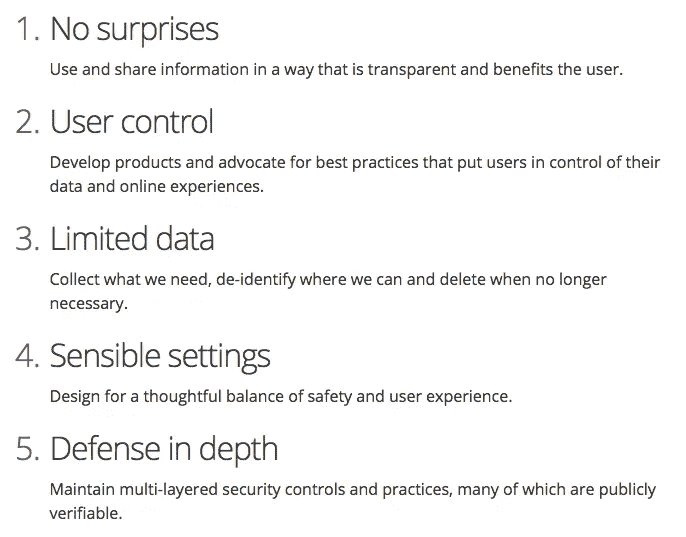 1. No surprises
Use and share information in a way that is transparent and benefits the user.
2. User control
Develop products and advocate for best practices that put users in control of their
data and online experiences.
3. Limited data
Collect what we need, de-identify where we can and delete when no longer
necessary.
4. Sensible settings
Design for a thoughtful balance of safety and user experience.
5. Defense in depth
Maintain multi-layered security controls and practices, many of which are publicly
verifiable.